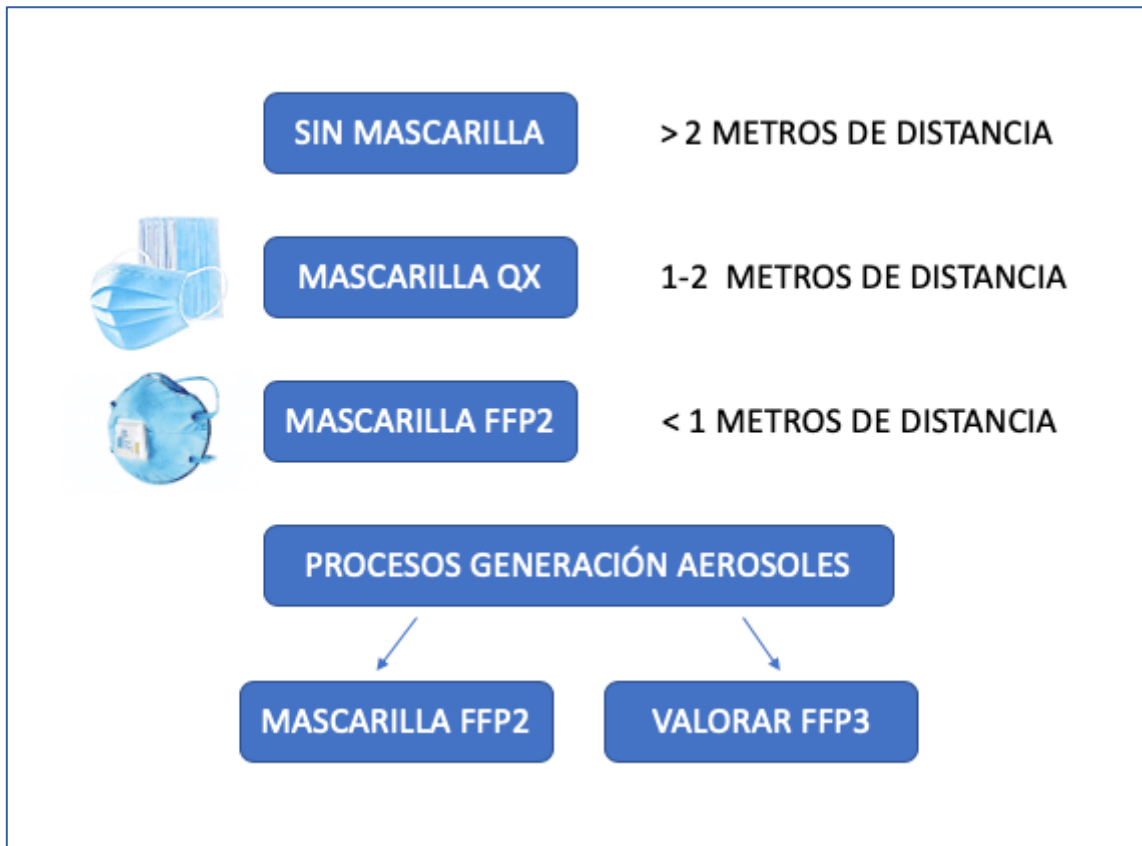 SIN MASCARILLA > 2 METROS DE DISTANCIA
MASCARILLA QX 1-2 METROS DE DISTANCIA
MASCARILLA FFP2 < 1 METROS DE DISTANCIA
PROCESOS GENERACIÓN AEROSOLES
MASCARILLA FFP2 VALORAR FFP3